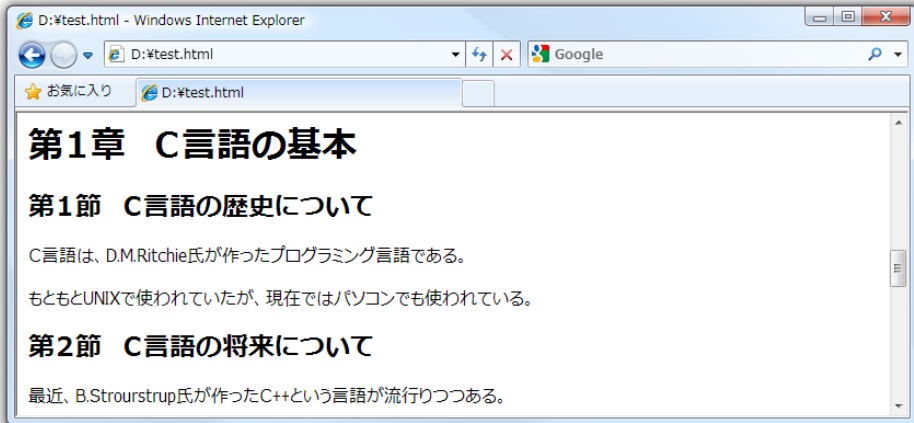 D:¥test.html - Windows Internet Explorer
D:¥test.html
Google
お気に入り
D:¥test.html
第1章 C言語の基本
第1節 C言語の歴史について
C言語は、D.M.Ritchie氏が作ったプログラミング言語である。
もともとUNIXで使われていたが、現在ではパソコンでも使われている。
第2節 C言語の将来について
最近、B.Strourstrup氏が作ったC++という言語が流行りつつある。